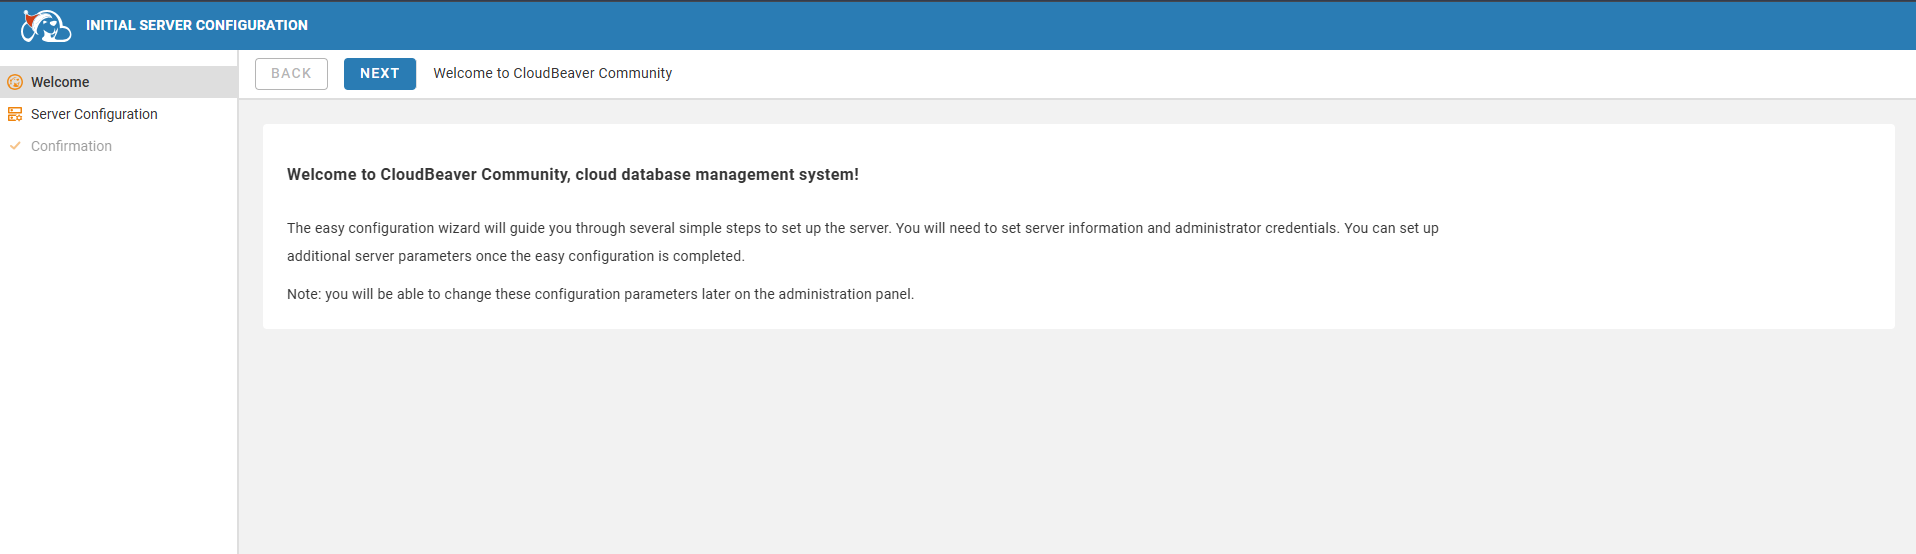 INITIAL SERVER CONFIGURATION
Welcome
Server Configuration
Confirmation
BACK
NEXT
Welcome to CloudBeaver Community
Welcome to CloudBeaver Community, cloud database management system!
The easy configuration wizard will guide you through several simple steps to set up the server. You will need to set server information and administrator credentials. You can set up
additional server parameters once the easy configuration is completed.
Note: you will be able to change these configuration parameters later on the administration panel.